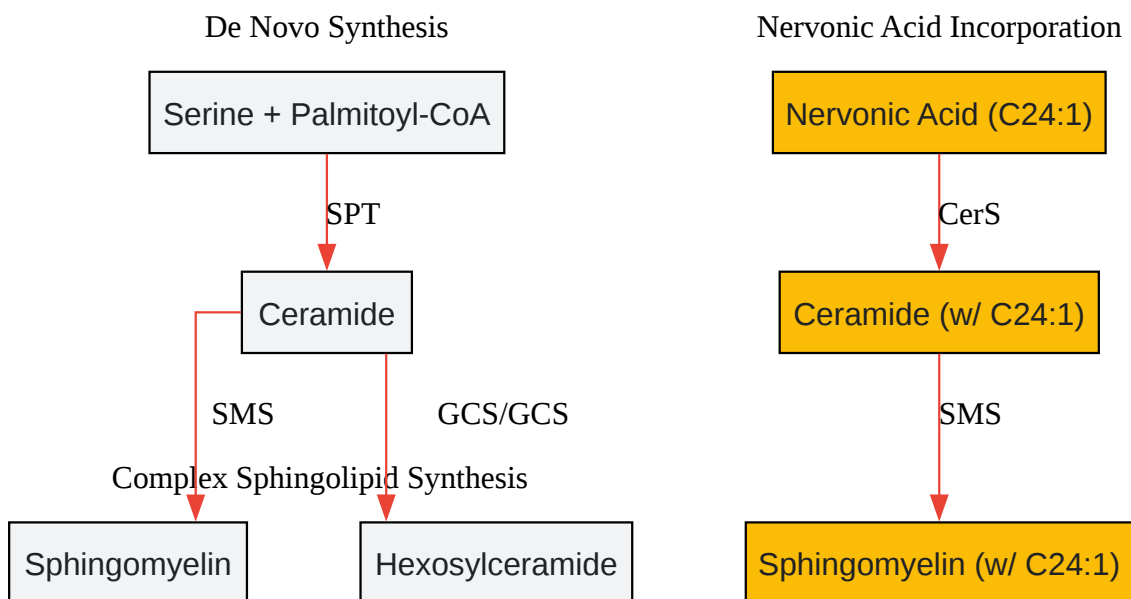 De Novo Synthesis
Nervonic Acid Incorporation
Serine + Palmitoyl-CoA
Nervonic Acid (C24:1)
SPT
CerS
Ceramide
Ceramide (w/ C24:1)
SMS
GCS/GCS
SMS
Complex Sphingolipid Synthesis
Sphingomyelin
Hexosylceramide
Sphingomyelin (w/ C24:1)